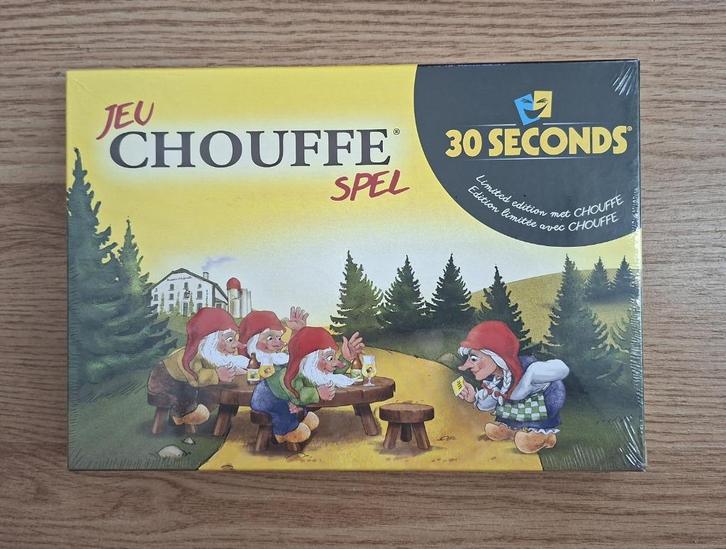 JEU
CHOUFFE®
SPEL
30 SECONDS®
Limited edition met CHOUFFE
Edition limitée avec CHOUFFE